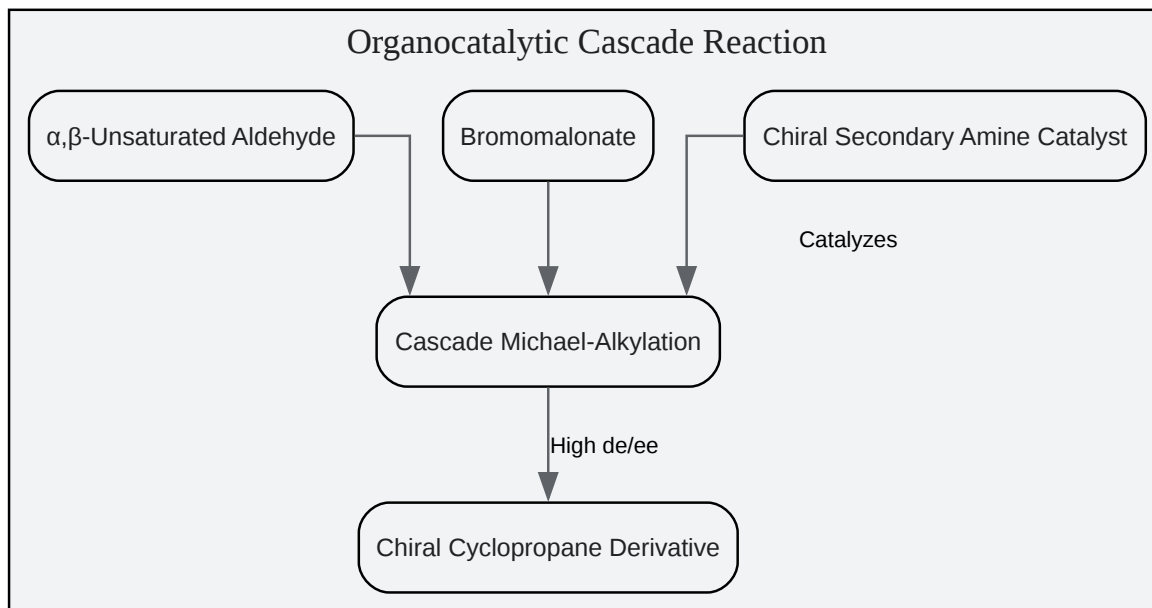 Organocatalytic Cascade Reaction
α,β-Unsaturated Aldehyde
Bromomalonate
Chiral Secondary Amine Catalyst
Catalyzes
Cascade Michael-Alkylation
High de/ee
Chiral Cyclopropane Derivative